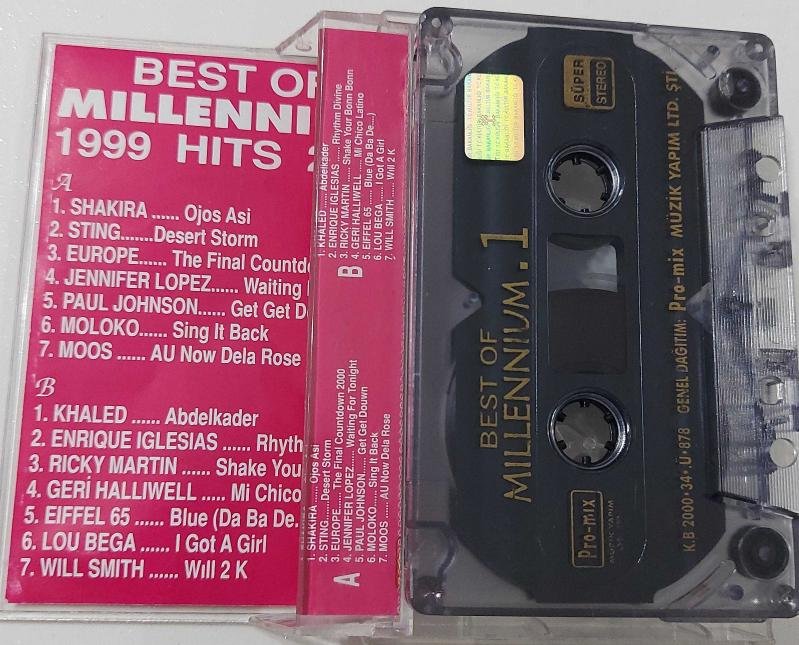 BEST OF
MILLENNI
1999 HITS 2
A
1. SHAKIRA ...... Ojos Asi
2. STING.......Desert Storm
3. EUROPE...... The Final Countd
4. JENNIFER LOPEZ...... Waiting
5. PAUL JOHNSON...... Get Get D
6. MOLOKO...... Sing It Back
7. MOOS ...... AU Now Dela Rose
B
1. KHALED ...... Abdelkader
2. ENRIQUE IGLESIAS ...... Rhyth
3. RICKY MARTIN ...... Shake You
4. GERİ HALLIWELL ..... Mi Chico
5. EIFFEL 65 ...... Blue (Da Ba De.
6. LOU BEGA ...... I Got A Girl
7. WILL SMITH ...... Wıll 2 K
A
1. SHAKIRA ...... Ojos Asi
2. STING....... Desert Storm
3. EUROPE...... The Final Countdown 2000
4. JENNIFER LOPEZ...... Waiting For Tonight
5. PAUL JOHNSON...... Get Get Douwn
6. MOLOKO...... Sing It Back
7. MOOS ...... AU Now Dela Rose
B
1. KHALED ...... Abdelkader
2. ENRIQUE IGLESIAS ...... Rhythm Divine
3. RICKY MARTIN ...... Shake Your Bonn Bonn
4. GERİ HALLIWELL ..... Mi Chico Latino
5. EIFFEL 65 ...... Blue (Da Ba De....)
6. LOU BEGA ...... I Got A Girl
7. WILL SMITH ...... Wıll 2 K
SÜPER
STEREO
BEST OF
MILLENNIUM.1
Pro-mix
MÜZİK YAPIM
K.B 2000·34·Ü·878 GENEL DAĞITIM: Pro-mix MÜZİK YAPIM LTD. ŞTİ